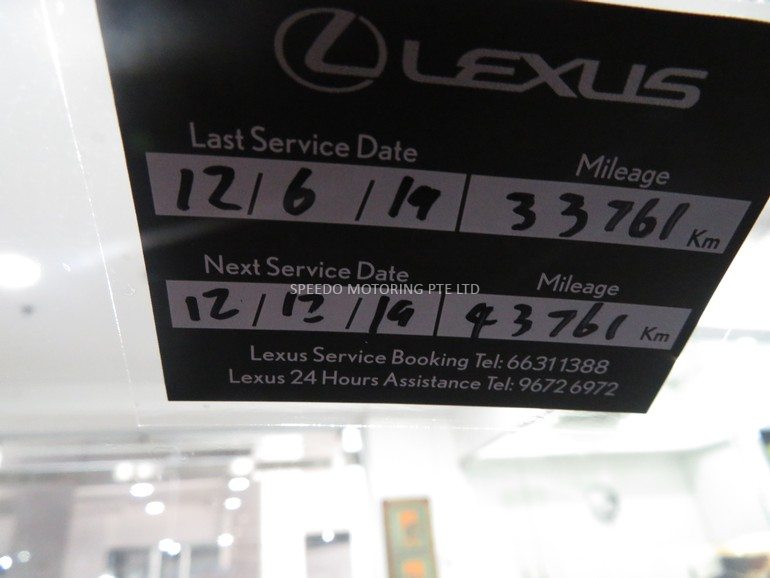 LEXUS
Last Service Date Mileage
12/6/19 33761 Km
Next Service Date Mileage
SPEEDO MOTORING PTE LTD
12/12/19 43761 Km
Lexus Service Booking Tel: 66311388
Lexus 24 Hours Assistance Tel: 9672 6972